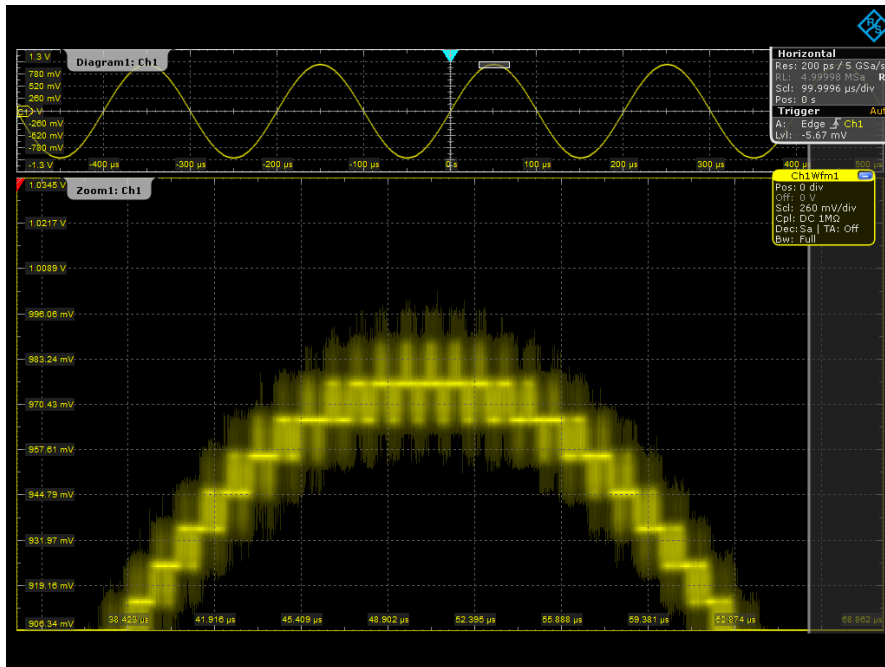 R&S
1.3 V
Diagram1: Ch1
780 mV
520 mV
260 mV
C1 0 V
-260 mV
-520 mV
-780 mV
-1.3 V
-400 µs
-300 µs
-200 µs
-100 µs
0 s
100 µs
200 µs
300 µs
400 µs
500 µs
Horizontal
Res: 200 ps / 5 GSa/s
RL: 4.99998 MSa R
Scl: 99.9996 µs/div
Pos: 0 s
Trigger Aut
A: Edge Ch1
Lvl: -5.67 mV
Ch1Wfm1
Pos: 0 div
Off: 0 V
Scl: 260 mV/div
Cpl: DC 1MΩ
Dec: Sa | TA: Off
Bw: Full
1.0345 V
Zoom1: Ch1
1.0217 V
1.0089 V
996.06 mV
983.24 mV
970.43 mV
957.61 mV
944.79 mV
931.97 mV
919.16 mV
906.34 mV
38.423 µs
41.916 µs
45.409 µs
48.902 µs
52.395 µs
55.888 µs
59.381 µs
62.874 µs
68.862 µs